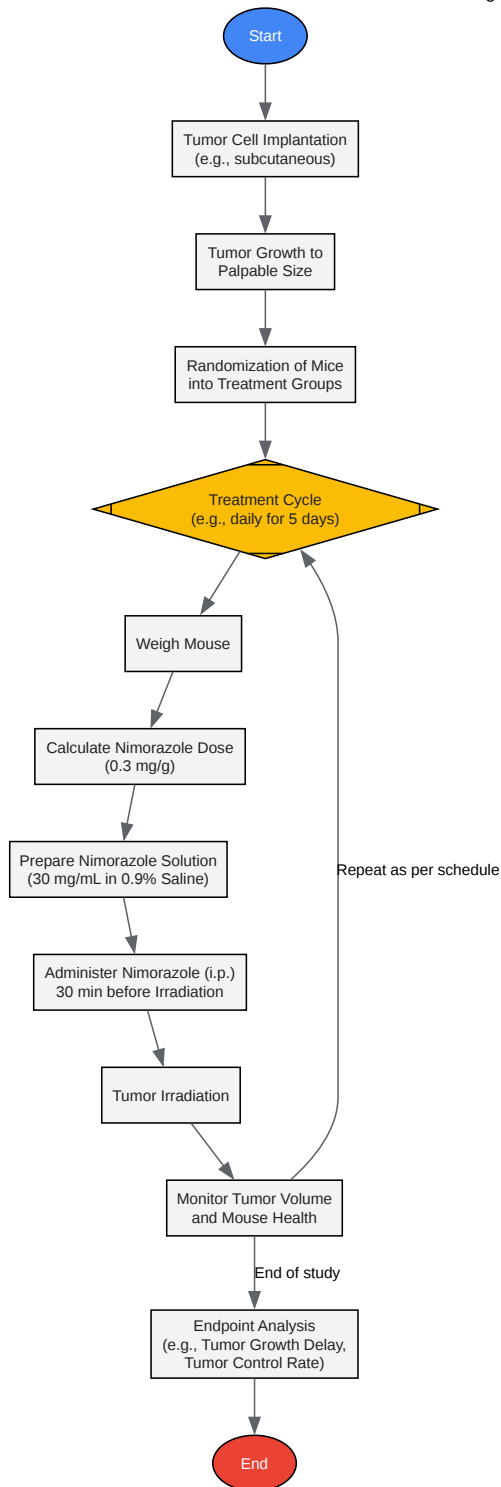 Start
Tumor Cell Implantation
(e.g., subcutaneous)
Tumor Growth to
Palpable Size
Randomization of Mice
into Treatment Groups
Treatment Cycle
(e.g., daily for 5 days)
Weigh Mouse
Calculate Nimorazole Dose
(0.3 mg/g)
Prepare Nimorazole Solution
(30 mg/mL in 0.9% Saline)
Repeat as per schedule
Administer Nimorazole (i.p.)
30 min before Irradiation
Tumor Irradiation
Monitor Tumor Volume
and Mouse Health
End of study
Endpoint Analysis
(e.g., Tumor Growth Delay,
Tumor Control Rate)
End